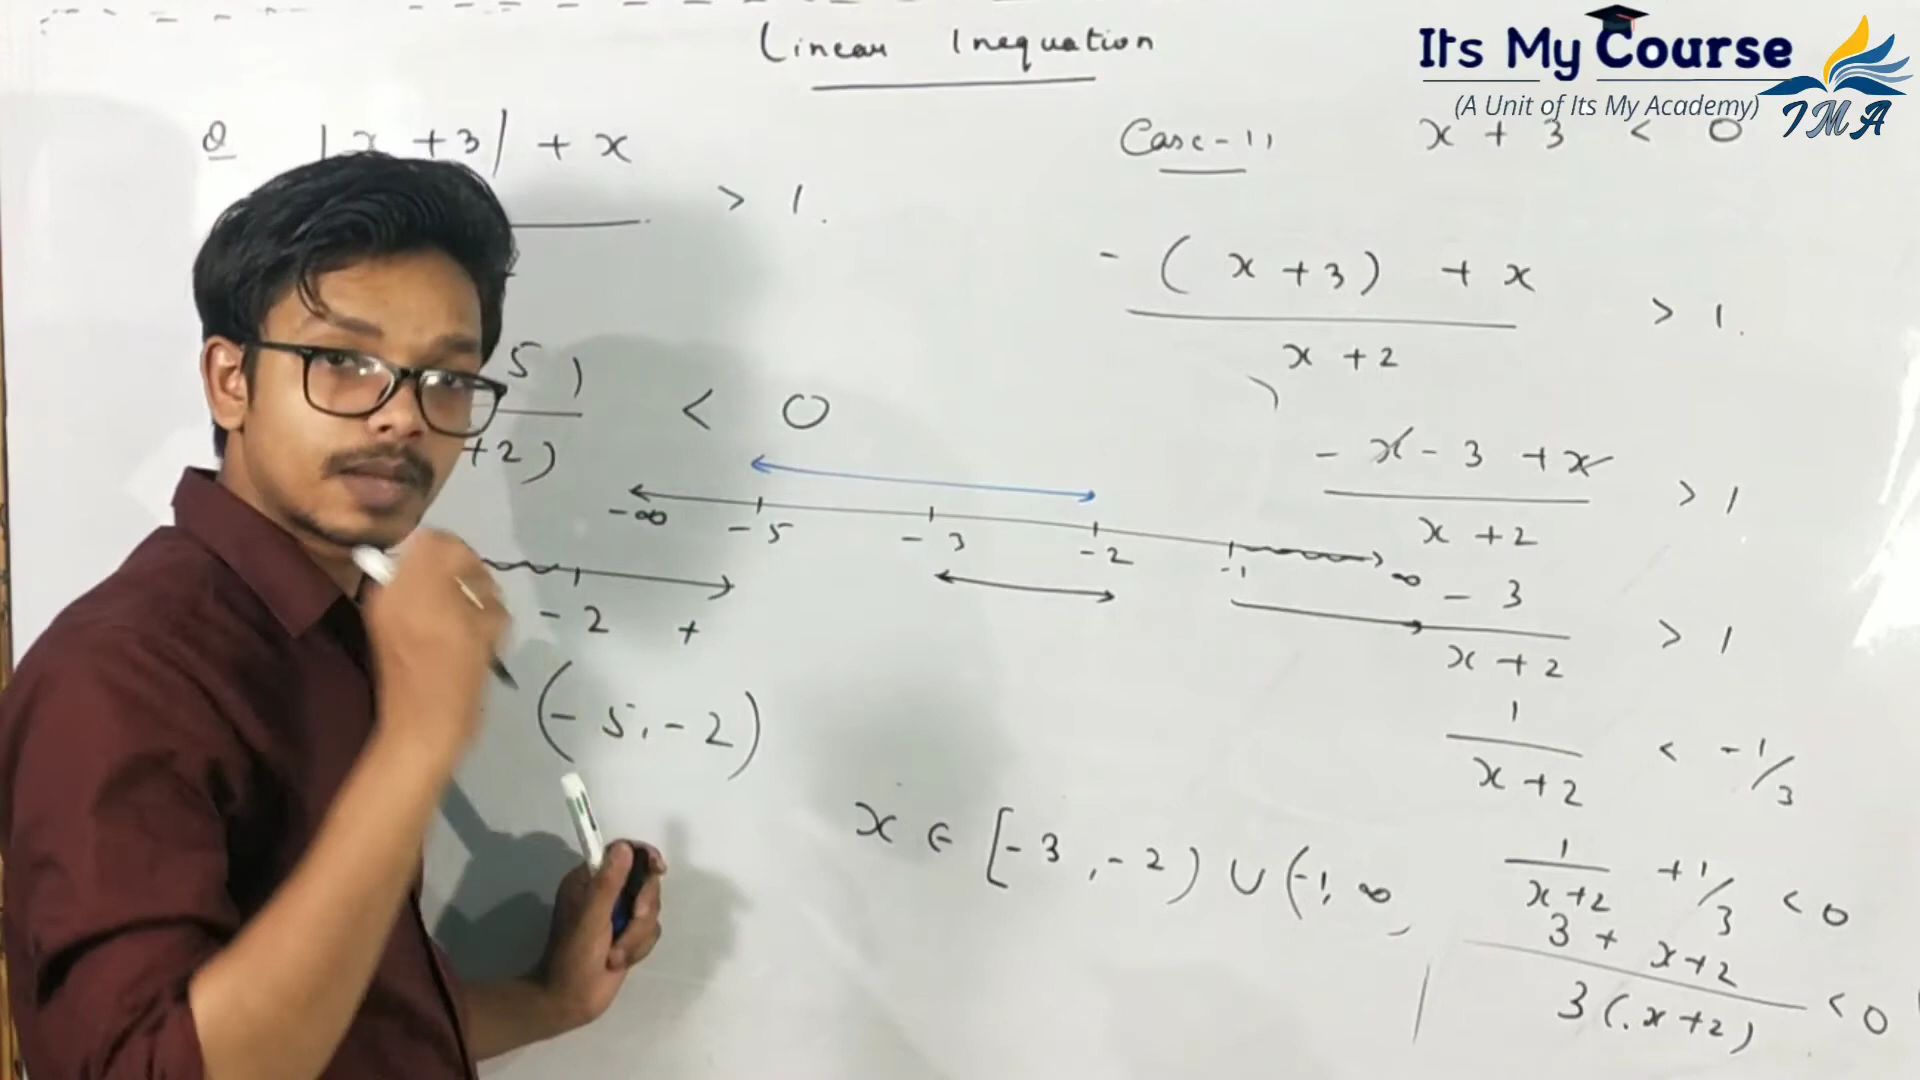 Linear Inequation
Its My Course
(A Unit of Its My Academy)
IMA
Q |x +3| + x
> 1.
5)
+2) < 0
-∞ -5 -3 -2 -1 ∞
-2 +
(-5, -2)
x ∈ [-3, -2) ∪ (-1, ∞)
Case-11 x + 3 < 0
-(x+3) + x
x+2 > 1.
-x-3+x
x+2 > 1
-3
x+2 > 1
1
x+2 < -1/3
1
x+2 +1/3 < 0
3 + x+2
3(x+2) < 0